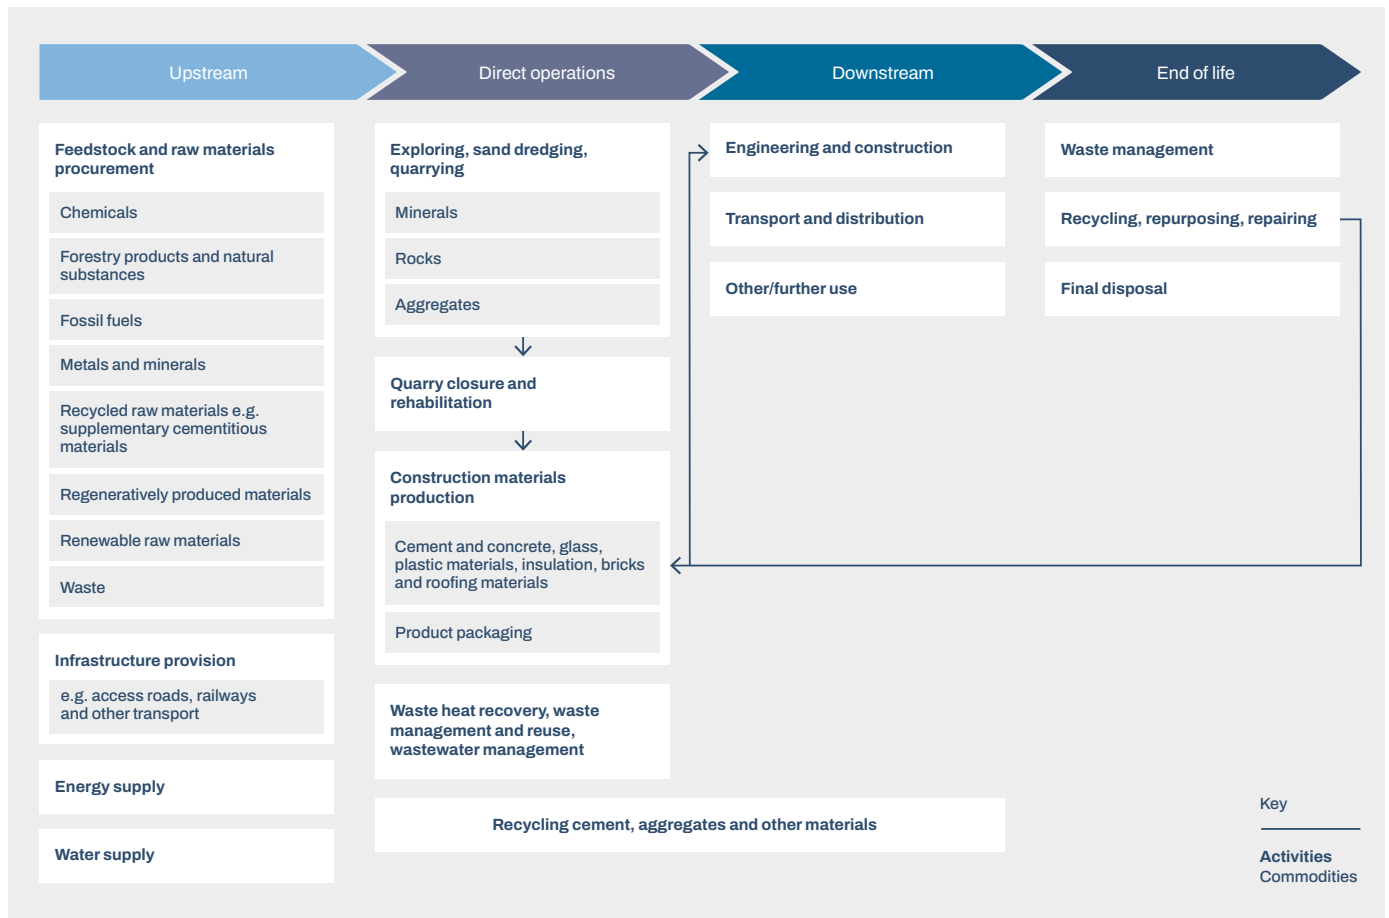 Upstream
Direct operations
Downstream
End of life
Feedstock and raw materials
procurement
Chemicals
Forestry products and natural
substances
Fossil fuels
Metals and minerals
Recycled raw materials e.g.
supplementary cementitious
materials
Regeneratively produced materials
Renewable raw materials
Waste
Infrastructure provision
e.g. access roads, railways
and other transport
Energy supply
Water supply
Exploring, sand dredging,
quarrying
Minerals
Rocks
Aggregates
Quarry closure and
rehabilitation
Construction materials
production
Cement and concrete, glass,
plastic materials, insulation, bricks
and roofing materials
Product packaging
Waste heat recovery, waste
management and reuse,
wastewater management
Recycling cement, aggregates and other materials
Engineering and construction
Transport and distribution
Other/further use
Waste management
Recycling, repurposing, repairing
Final disposal
Key
Activities
Commodities